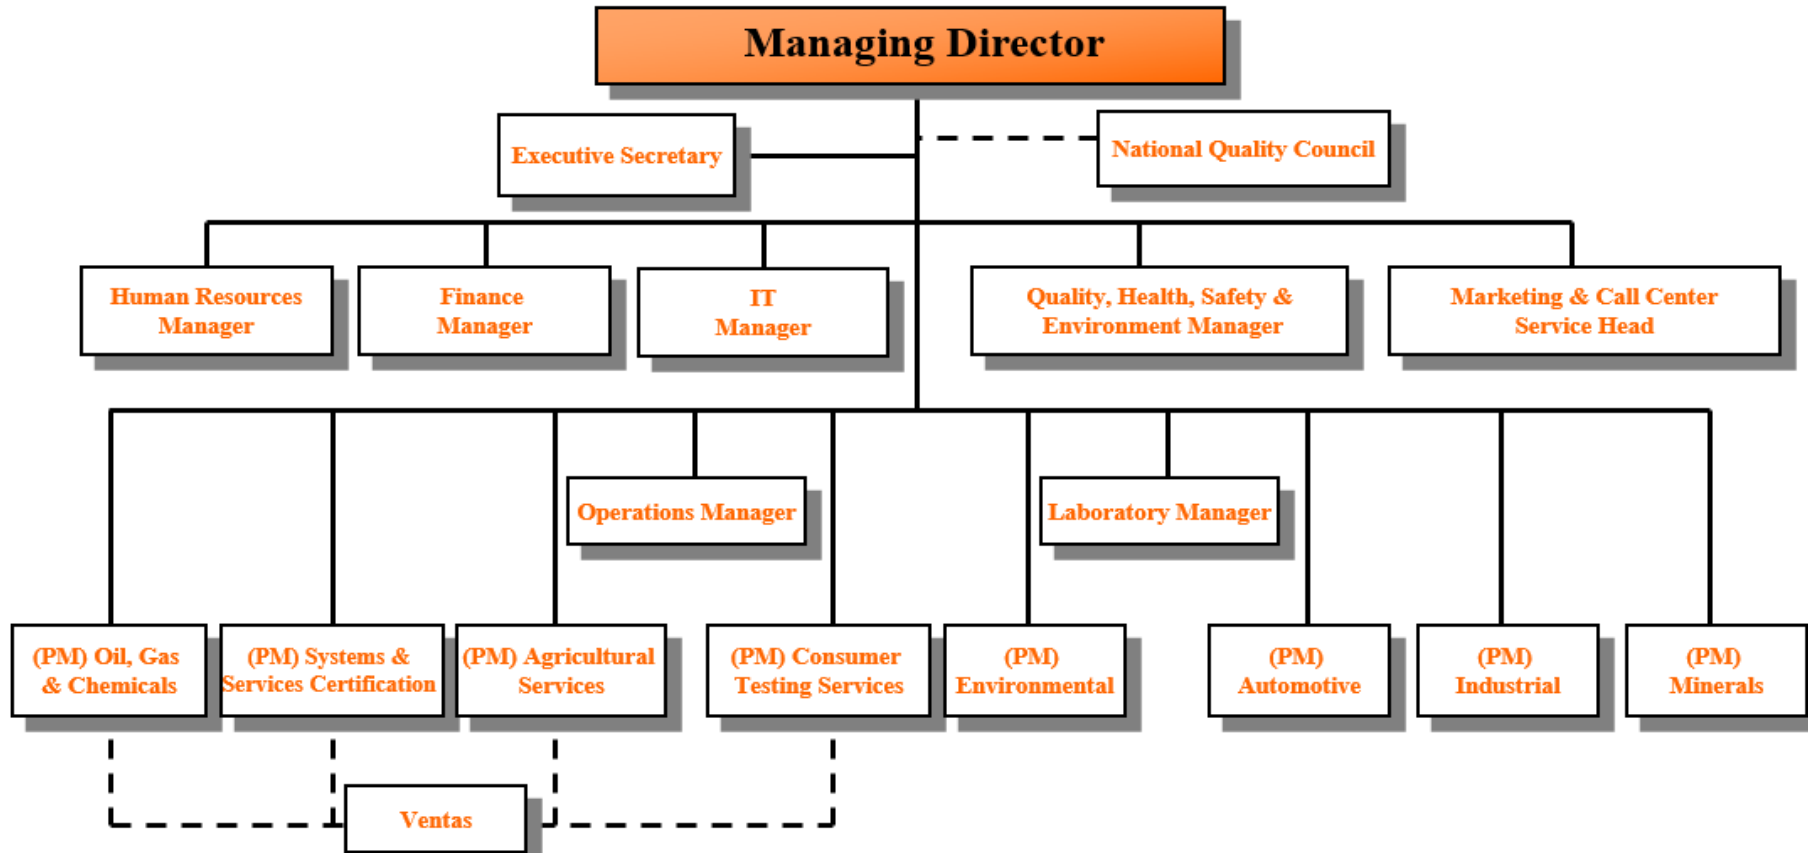 Managing Director
Executive Secretary
National Quality Council
Human Resources
Manager
Finance
Manager
IT
Manager
Quality, Health, Safety &
Environment Manager
Marketing & Call Center
Service Head
Operations Manager
Laboratory Manager
(PM) Oil, Gas
& Chemicals
(PM) Systems &
Services Certification
(PM) Agricultural
Services
(PM) Consumer
Testing Services
(PM)
Environmental
(PM)
Automotive
(PM)
Industrial
(PM)
Minerals
Ventas